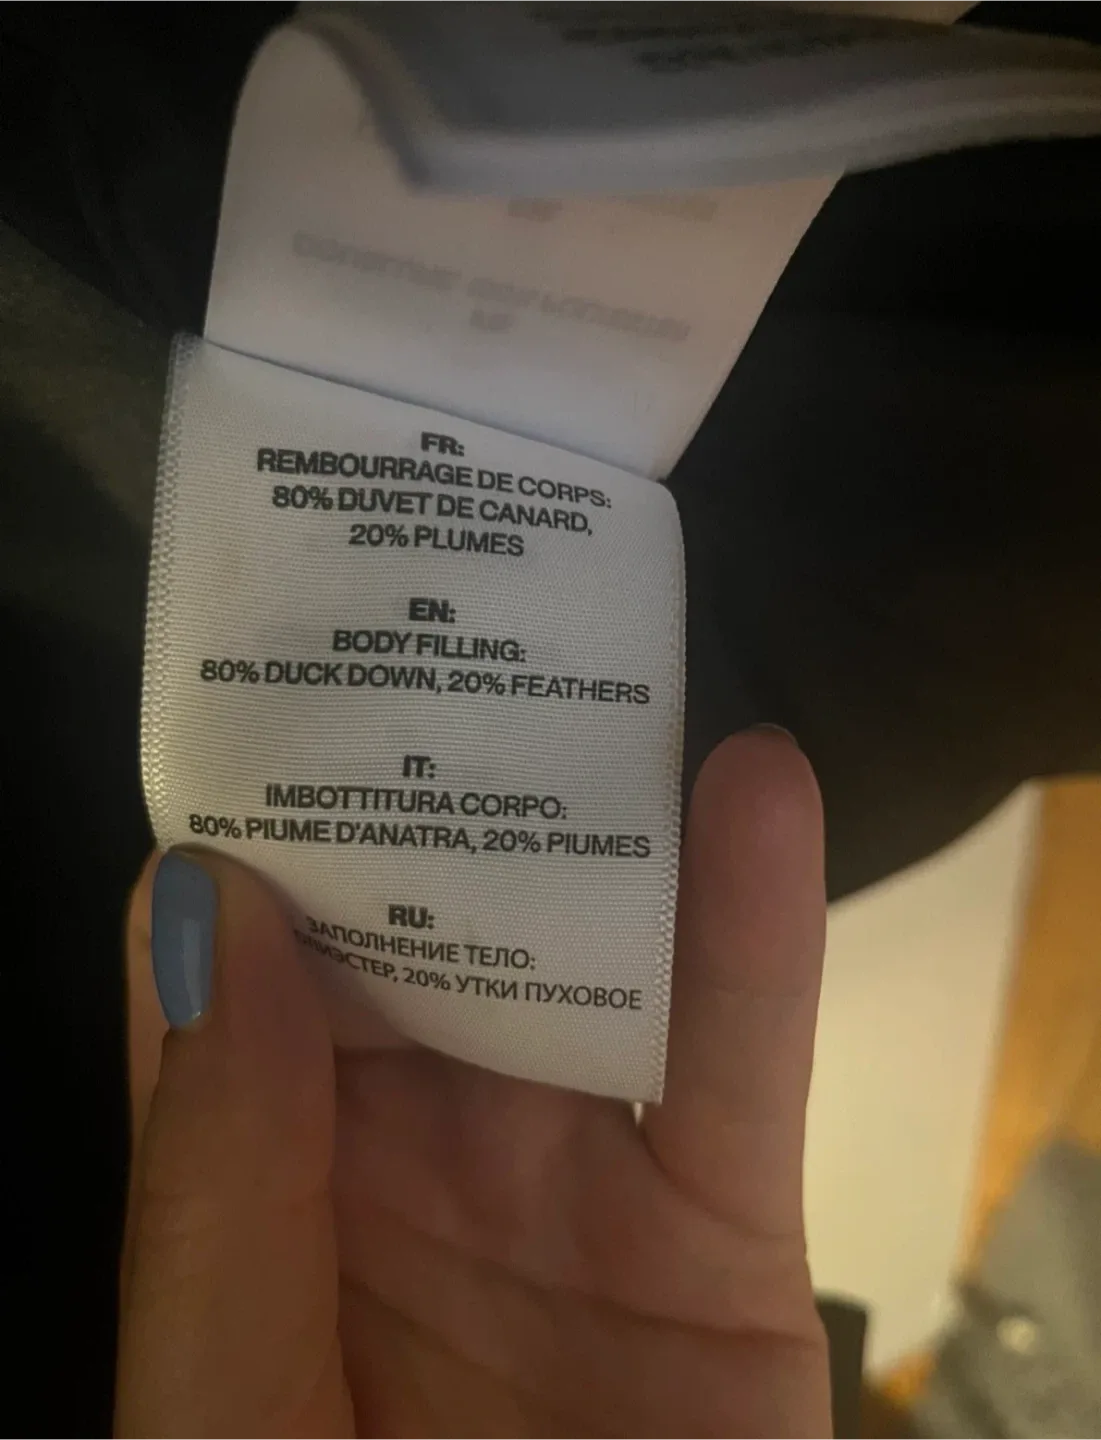 FR:
REMBOURRAGE DE CORPS:
80% DUVET DE CANARD,
20% PLUMES
EN:
BODY FILLING:
80% DUCK DOWN, 20% FEATHERS
IT:
IMBOTTITURA CORPO:
80% PIUME D'ANATRA, 20% PIUMES
RU:
ЗАПОЛНЕНИЕ ТЕЛО:
20% УТКИ ПУХОВОЕ